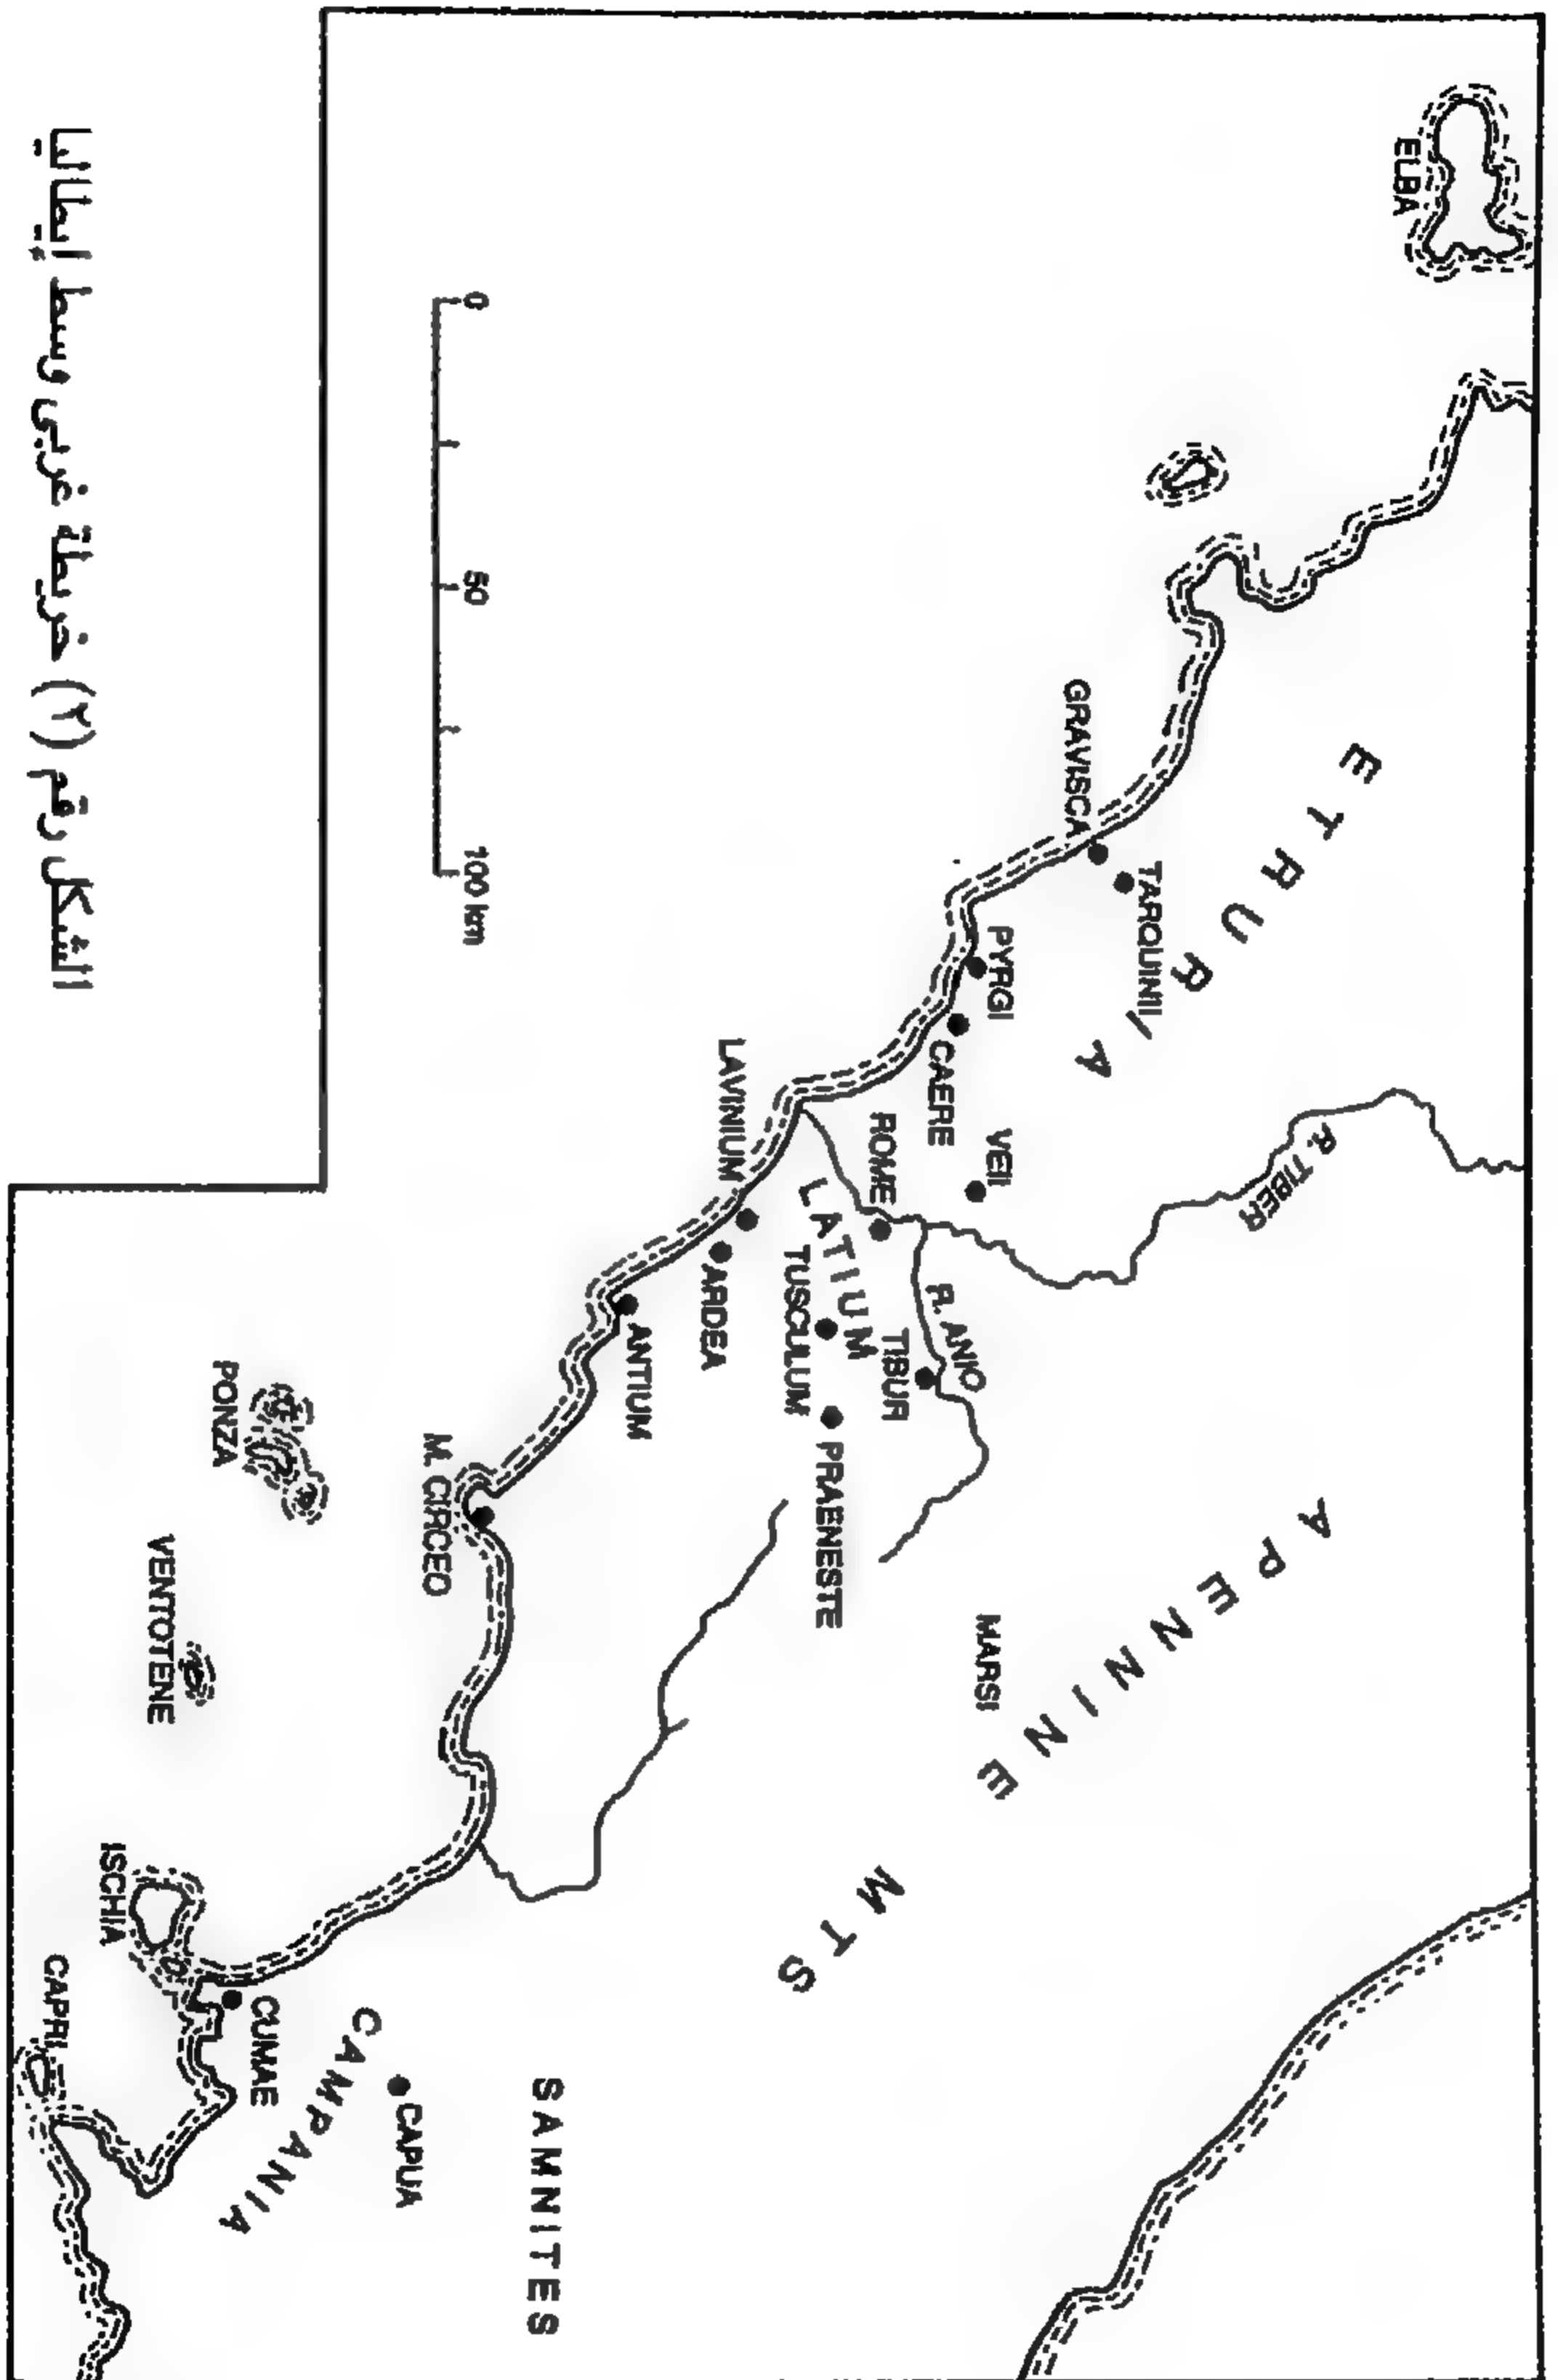 ELBA
ETRURIA
GRAVISCA
TARQUINII
PYRGI
CAERE
VEII
R. TIBER
ROME
LATIUM
R. ANIO
TIBUR
TUSCULUM
LAVINIUM
ARDEA
PRAENESTE
ANTIUM
M. CIRCEO
APENNINE
MTS
MARSI
PONZA
VENTOTENE
SAMNITES
CAPUA
CAMPANIA
CUMAE
ISCHIA
CAPRI
0
50
100 km
الشكل رقم (٢) خريطة غربى وسط إيطاليا